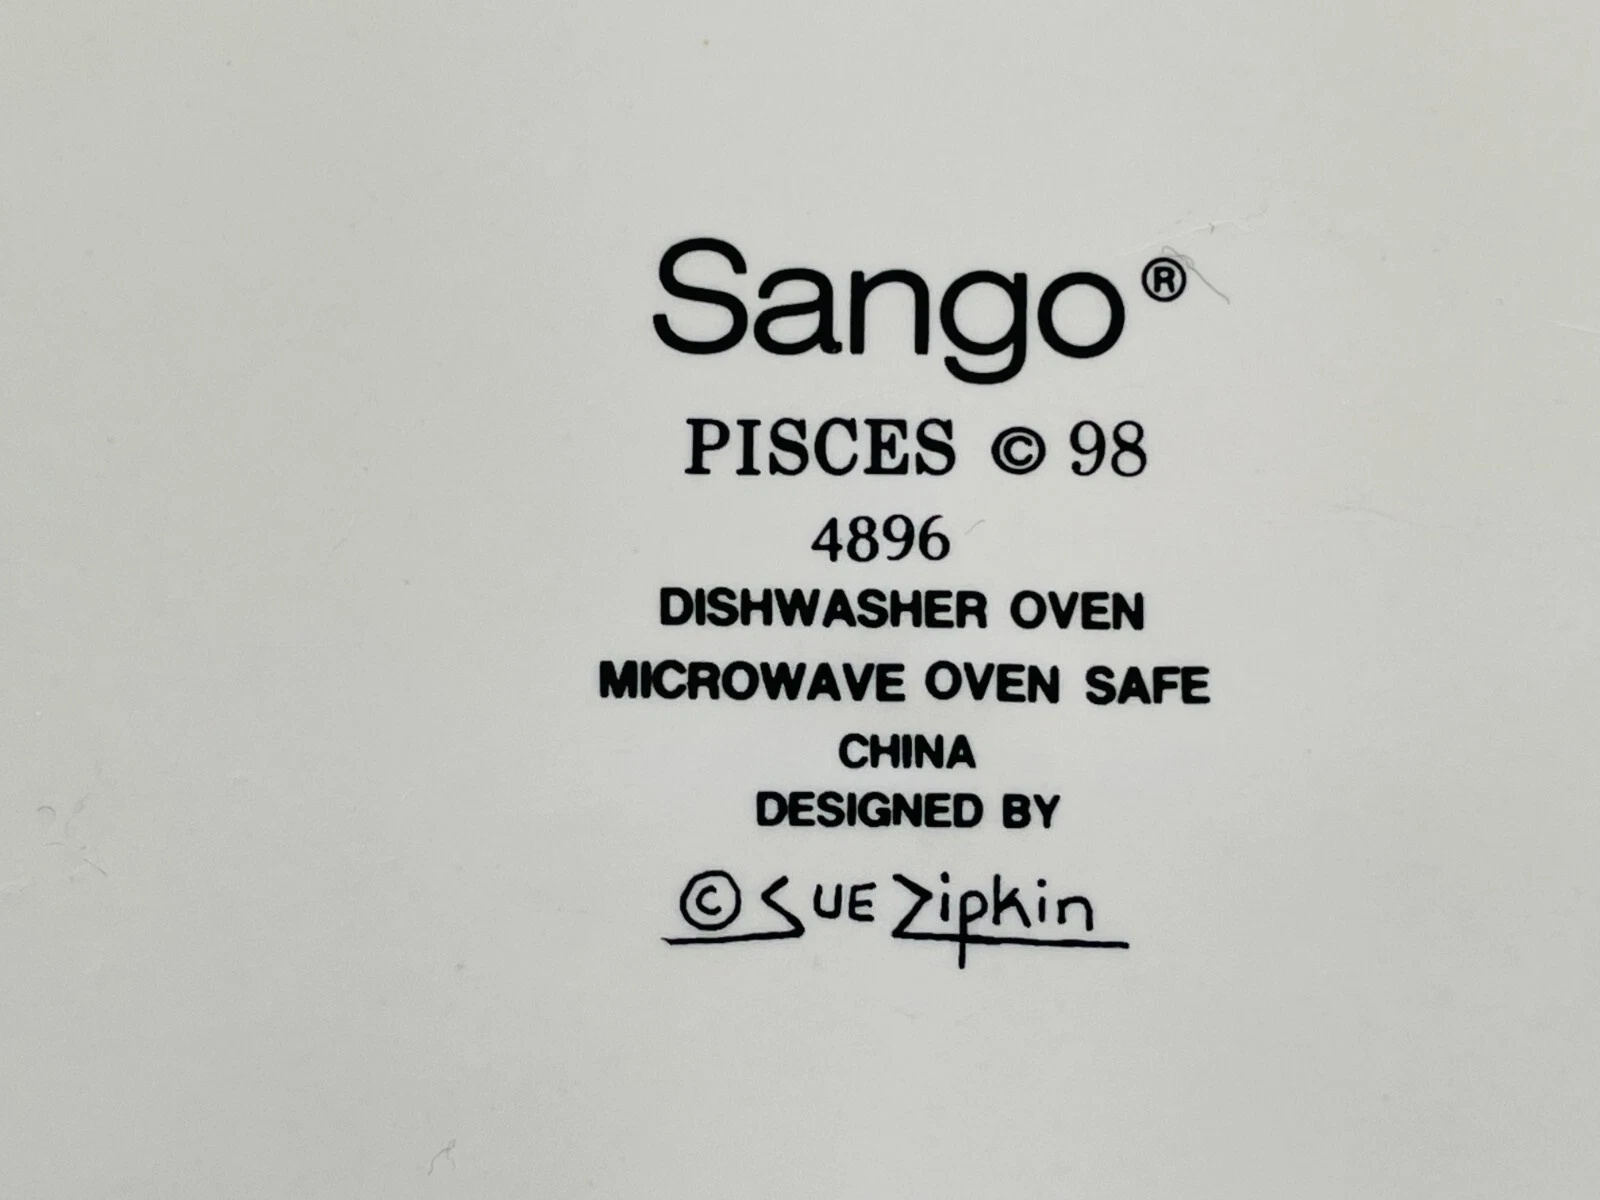 Sango®
PISCES © 98
4896
DISHWASHER OVEN
MICROWAVE OVEN SAFE
CHINA
DESIGNED BY
© SUE Zipkin